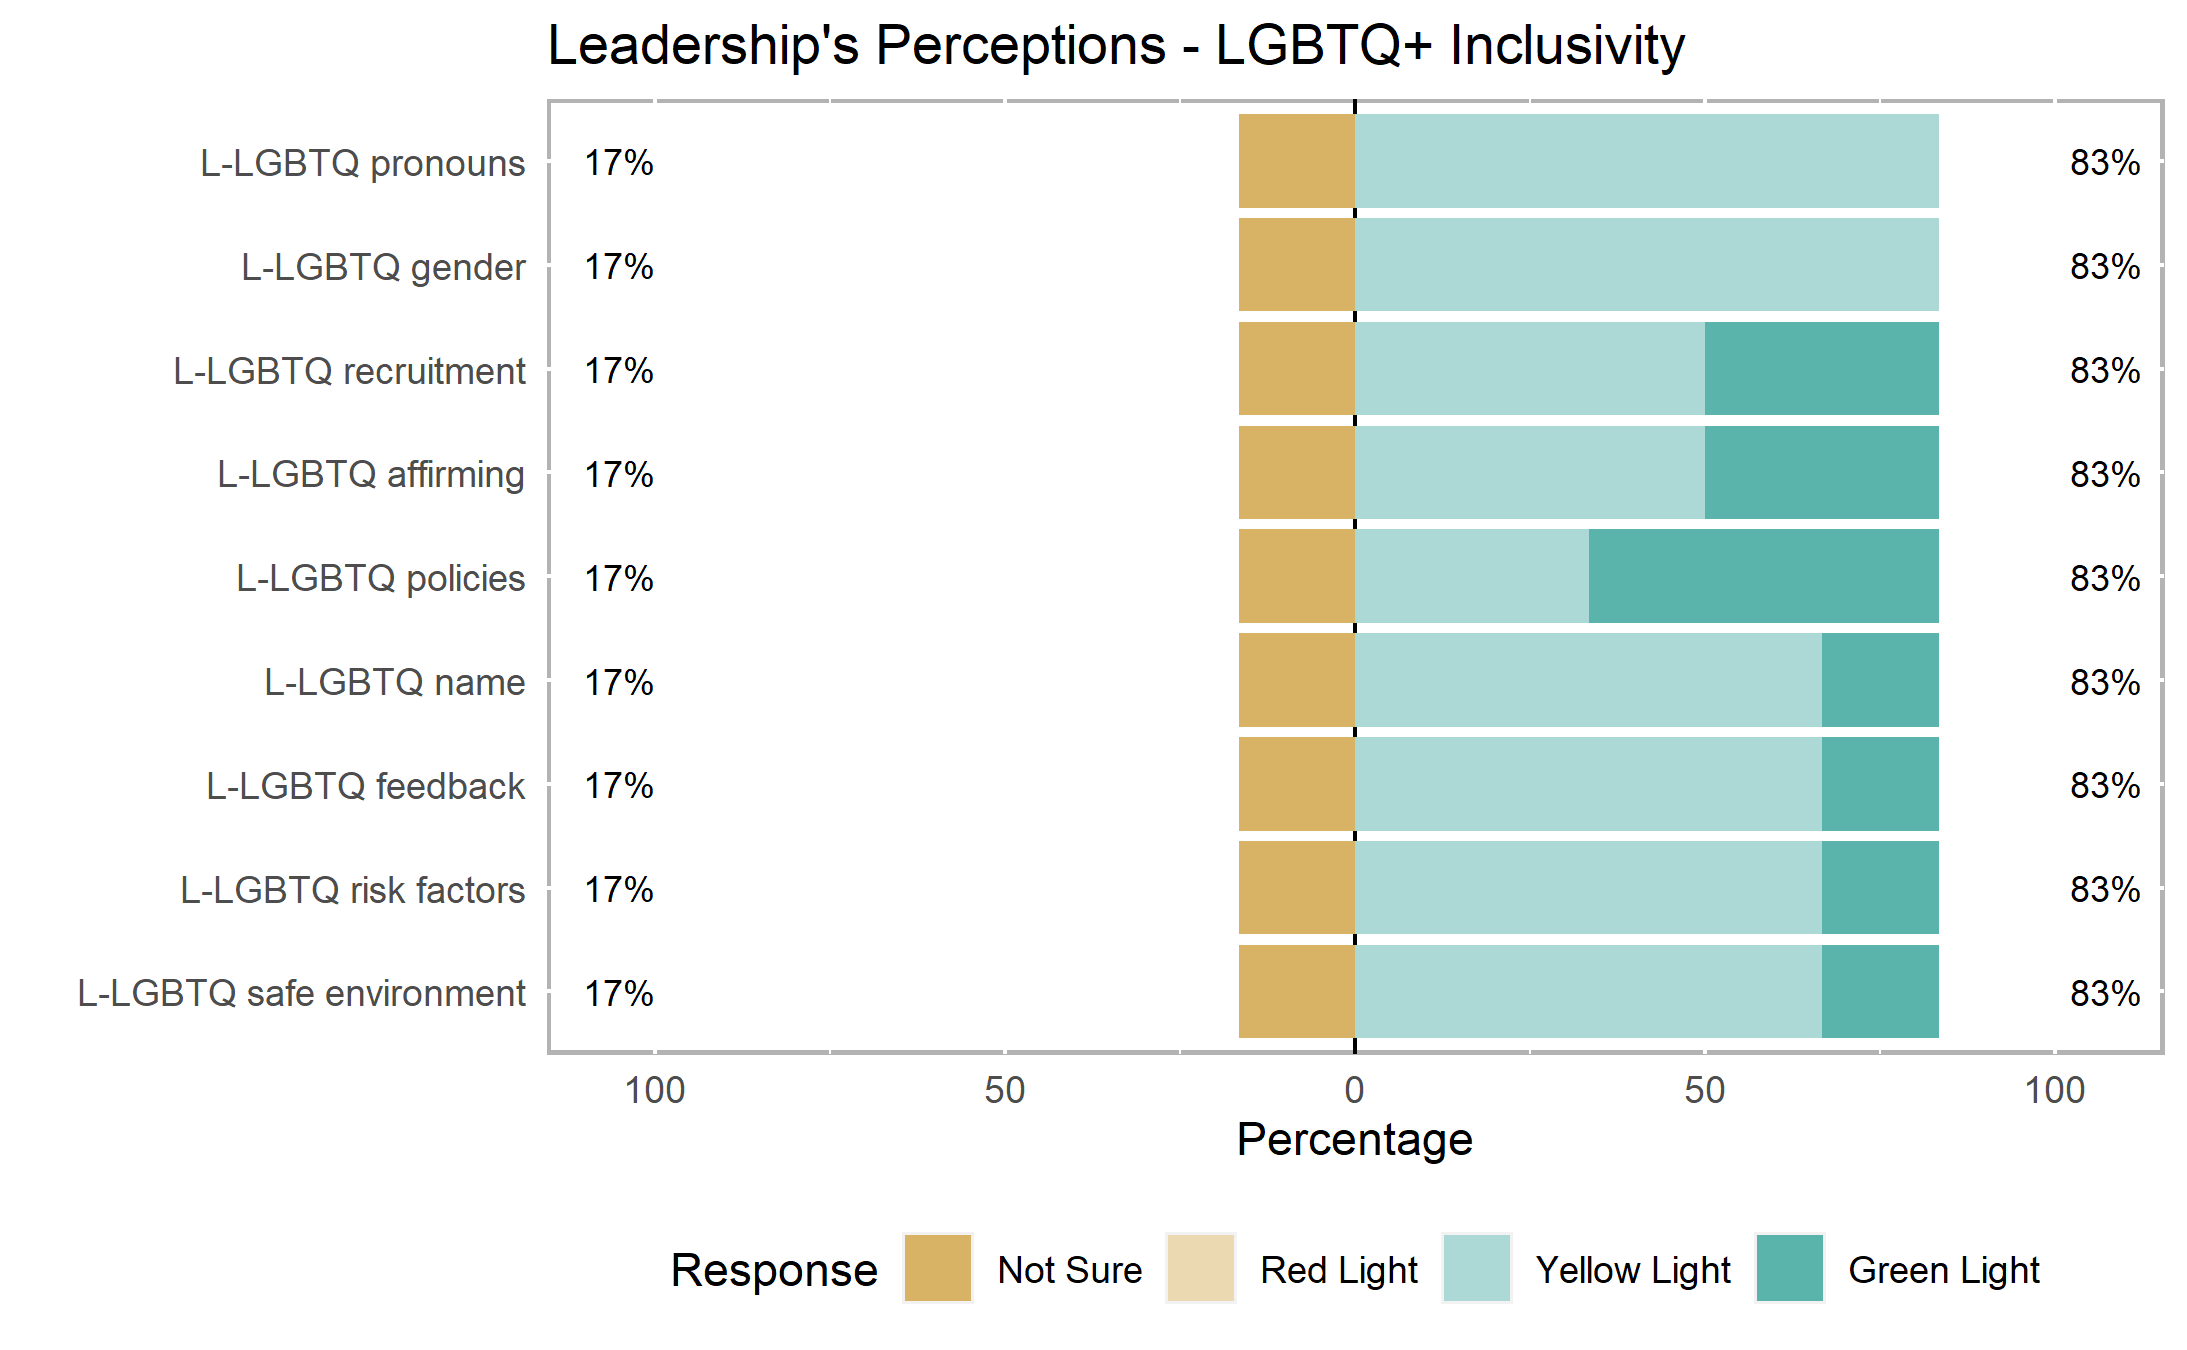 Leadership's Perceptions - LGBTQ+ Inclusivity
L-LGBTQ pronouns 17% 83%
L-LGBTQ gender 17% 83%
L-LGBTQ recruitment 17% 83%
L-LGBTQ affirming 17% 83%
L-LGBTQ policies 17% 83%
L-LGBTQ name 17% 83%
L-LGBTQ feedback 17% 83%
L-LGBTQ risk factors 17% 83%
L-LGBTQ safe environment 17% 83%
100 50 0 50 100
Percentage
Response Not Sure Red Light Yellow Light Green Light